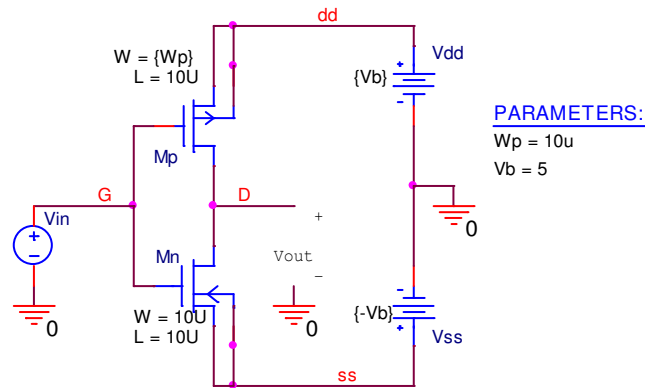 dd
W = {Wp}
L = 10U
Vdd
+
{Vb}
-
PARAMETERS:
Wp = 10u
Vb = 5
Mp
G
D
Vin
+
-
0
+
Vout
-
0
Mn
W = 10U
L = 10U
0
-
{-Vb}
+
Vss
ss